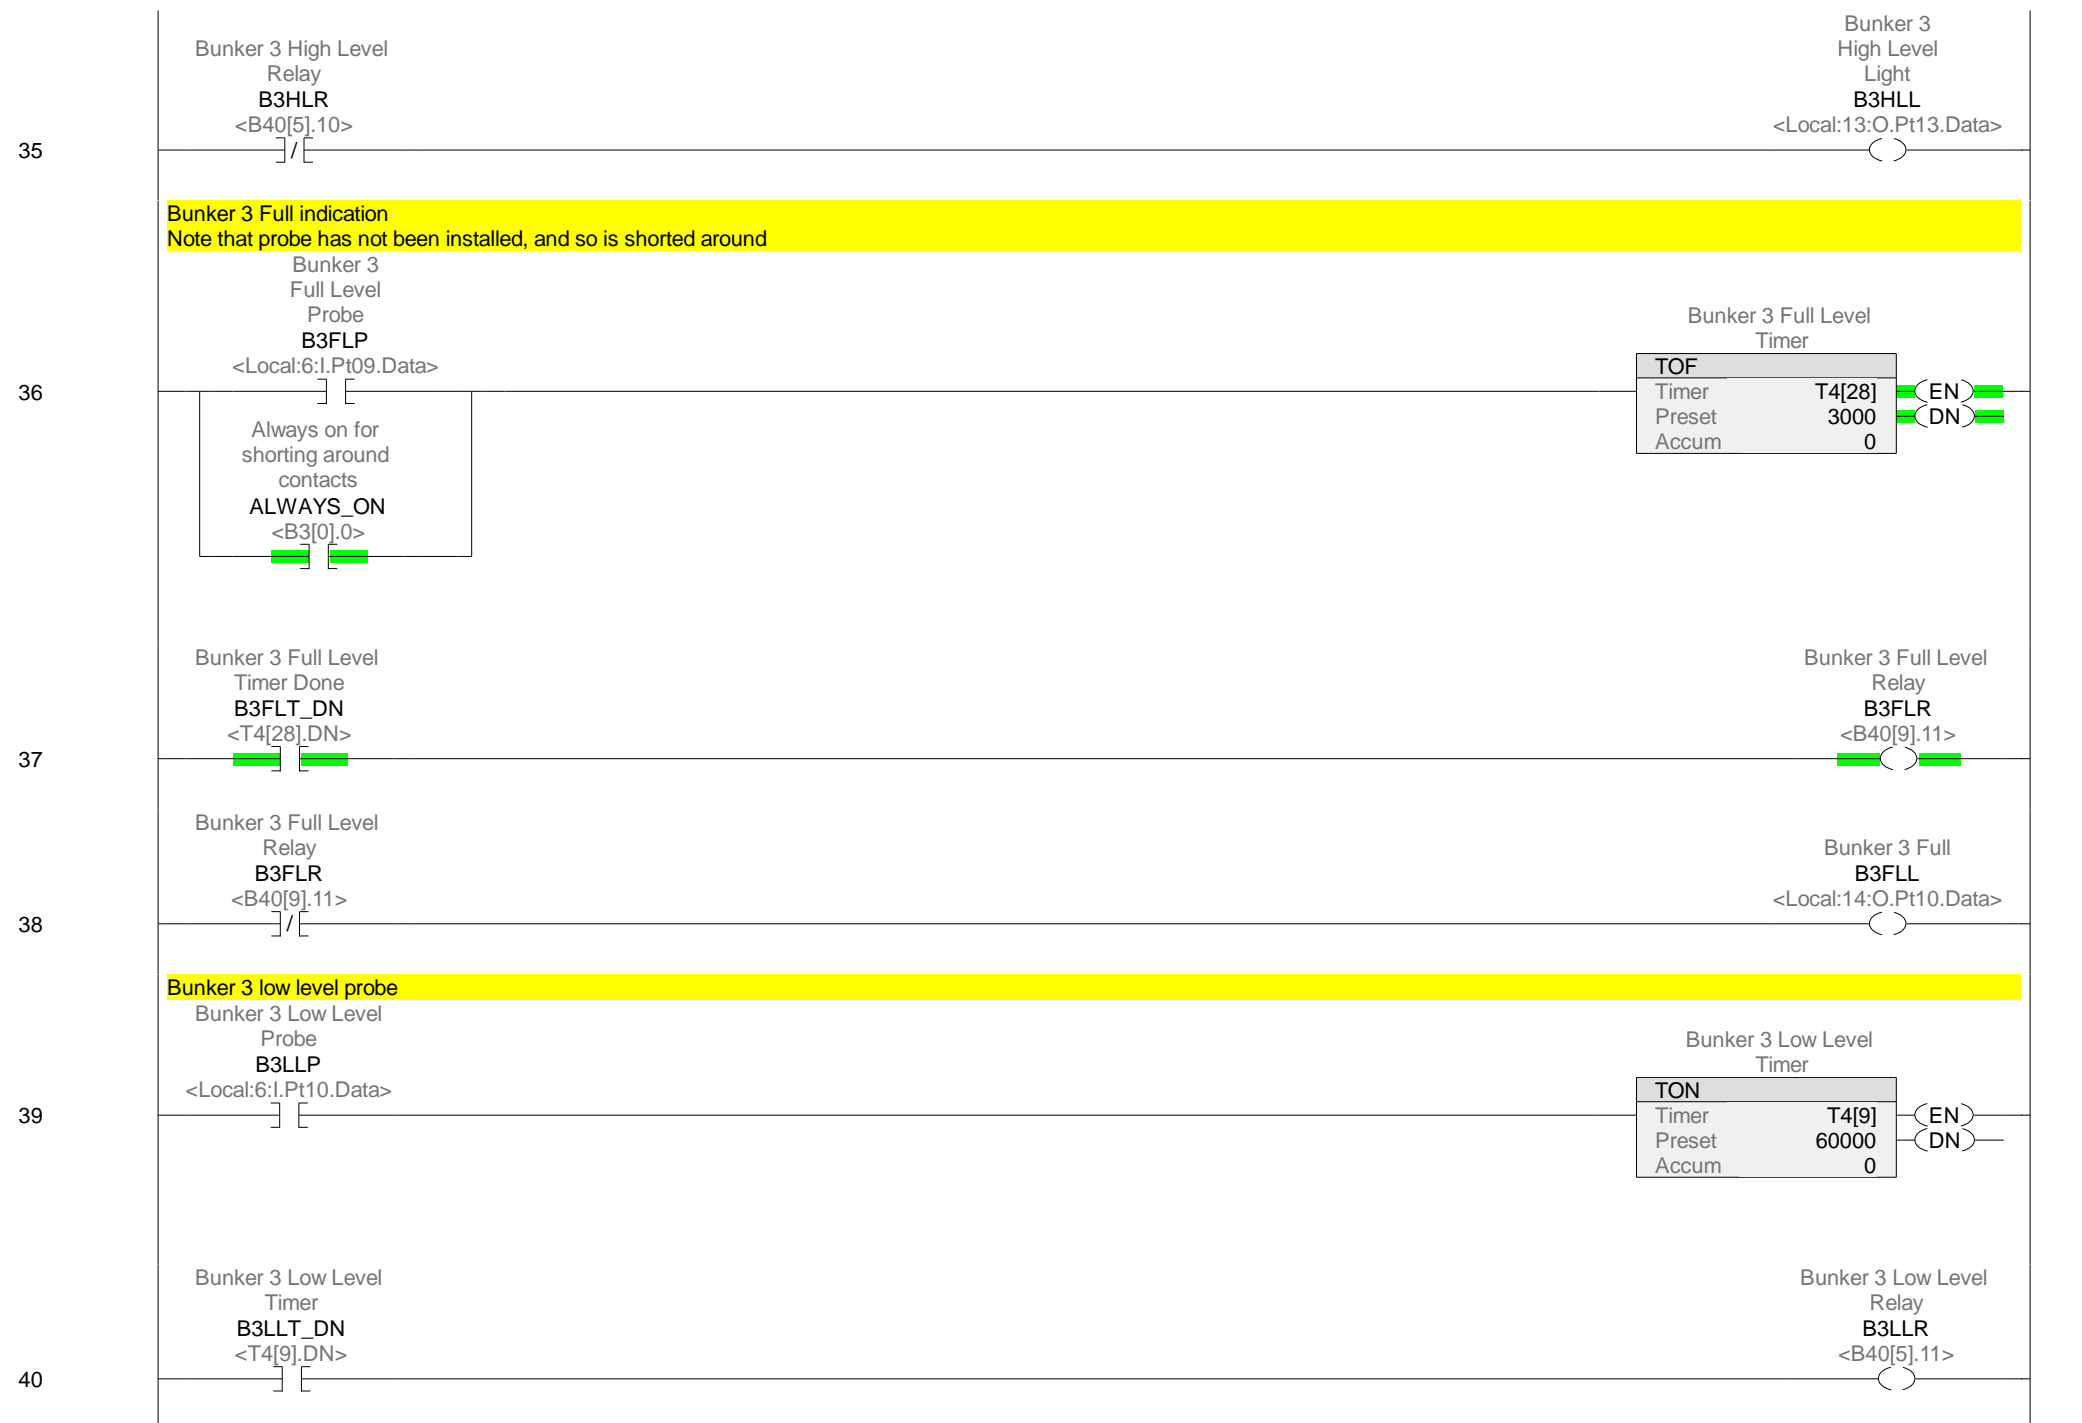 Bunker 3 High Level
Relay
B3HLR
<B40[5].10>
Bunker 3
High Level
Light
B3HLL
<Local:13:O.Pt13.Data>
35
/
Bunker 3 Full indication
Note that probe has not been installed, and so is shorted around
Bunker 3
Full Level
Probe
B3FLP
<Local:6:I.Pt09.Data>
36
Always on for
shorting around
contacts
ALWAYS_ON
<B3[0].0>
Bunker 3 Full Level
Timer
TOF
Timer T4[28]
Preset 3000
Accum 0
EN
DN
Bunker 3 Full Level
Timer Done
B3FLT_DN
<T4[28].DN>
Bunker 3 Full Level
Relay
B3FLR
<B40[9].11>
37
Bunker 3 Full Level
Relay
B3FLR
<B40[9].11>
Bunker 3 Full
B3FLL
<Local:14:O.Pt10.Data>
38
/
Bunker 3 low level probe
Bunker 3 Low Level
Probe
B3LLP
<Local:6:I.Pt10.Data>
39
Bunker 3 Low Level
Timer
TON
Timer T4[9]
Preset 60000
Accum 0
EN
DN
Bunker 3 Low Level
Timer
B3LLT_DN
<T4[9].DN>
Bunker 3 Low Level
Relay
B3LLR
<B40[5].11>
40